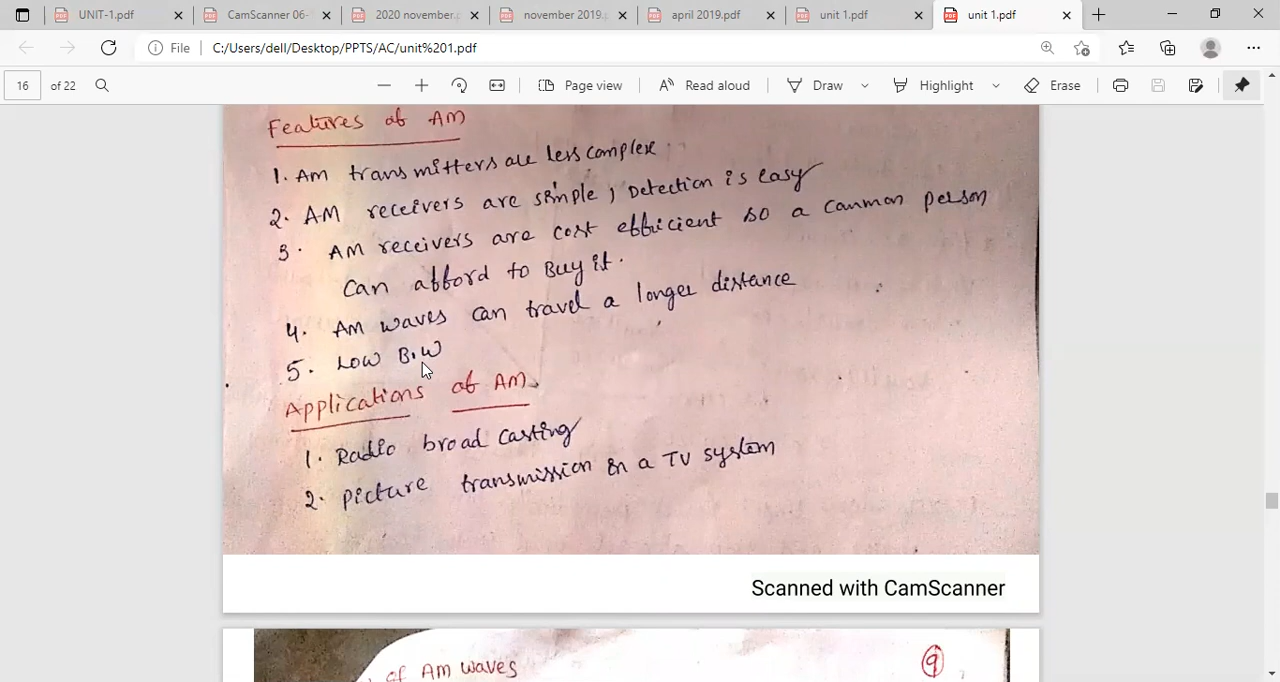 UNIT-1.pdf
CamScanner 06-
2020 november.
november 2019.
april 2019.pdf
unit 1.pdf
unit 1.pdf
File
C:/Users/dell/Desktop/PPTS/AC/unit%201.pdf
16 of 22
Page view
Read aloud
Draw
Highlight
Erase
Features of AM
1. AM transmitters are less complex
2. AM receivers are simple, Detection is easy
3. AM receivers are cost efficient so a common person
can afford to Buy it.
4. AM waves can travel a longer distance
5. Low B.W
Applications of AM.
1. Radio broad casting
2. Picture transmission in a TV system
Scanned with CamScanner
of AM waves
9